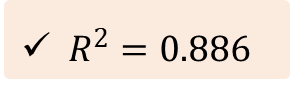 ✓ R² = 0.886